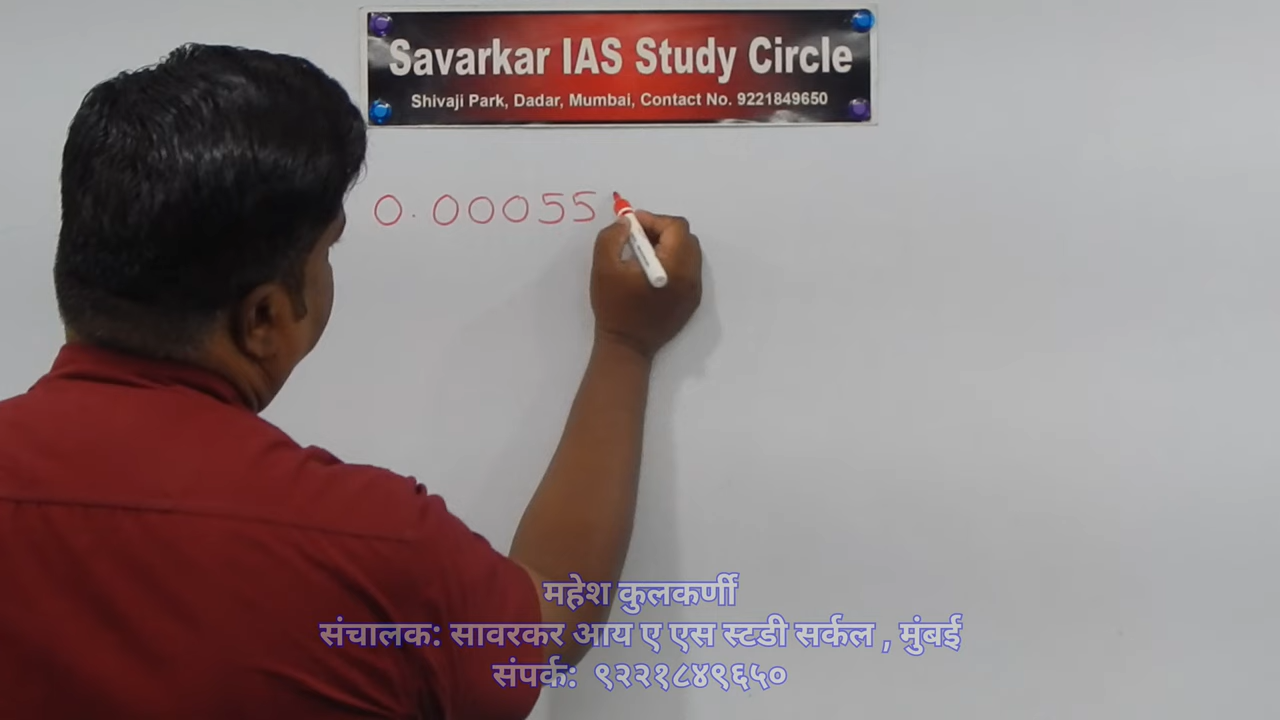 Savarkar IAS Study Circle
Shivaji Park, Dadar, Mumbai, Contact No. 9221849650
0.00055
महेश कुलकर्णी
संचालक: सावरकर आय ए एस स्टडी सर्कल , मुंबई
संपर्क: ९२२१८४९६५०